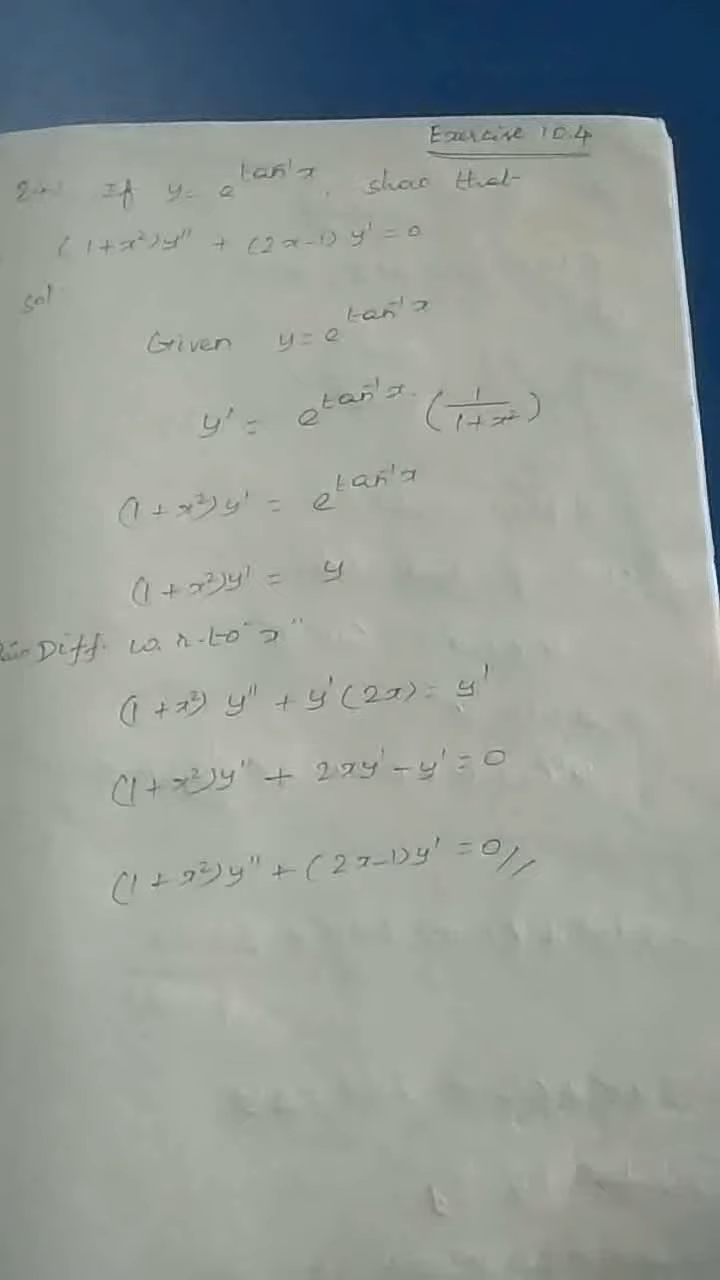 Exercise 10.4
If y = e^tan⁻¹x, show that
(1+x²)y'' + (2x-1) y' = 0
Sol
Given y = e^tan⁻¹x
y' = e^tan⁻¹x. (1/1+x²)
(1+x²)y' = e^tan⁻¹x
(1+x²)y' = y
Diff. w.r.to "x"
(1+x²) y'' + y'(2x) = y'
(1+x²)y'' + 2xy' - y' = 0
(1+x²)y'' + (2x-1)y' = 0//